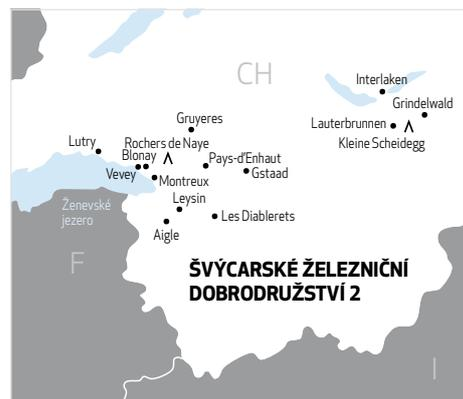 CH
Interlaken
Grindelwald
Gruyeres
Lauterbrunnen
Lutry
Rochers de Naye
Kleine Scheidegg
Blonay
Pays-d'Enhaut
Vevey
Gstaad
Montreux
Leysin
Ženevské
jezero
Les Diablerets
Aigle
F
ŠVÝCARSKÉ ŽELEZNIČNÍ
DOBRODRUŽSTVÍ 2
I